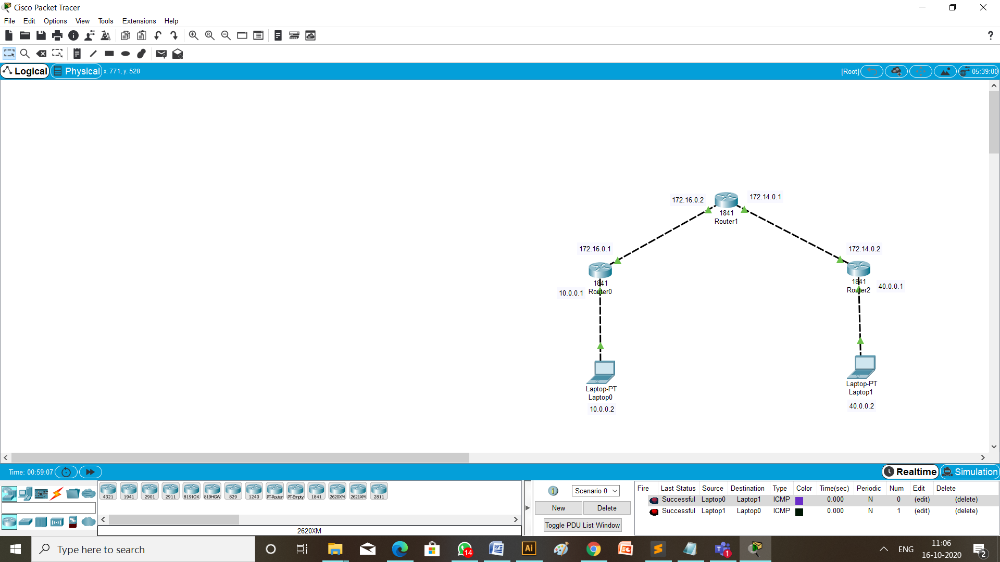 Cisco Packet Tracer
File Edit Options View Tools Extensions Help
?
Logical Physical x: 771, y: 528 [Root] 05:39:00
172.16.0.2 172.14.0.1
1841
Router1
172.16.0.1 172.14.0.2
1841
Router0
10.0.0.1
1841
Router2
40.0.0.1
Laptop-PT
Laptop0
10.0.0.2
Laptop-PT
Laptop1
40.0.0.2
Time: 00:59:07 Realtime Simulation
4321 1941 2901 2911 819IOX 819HGW 829 1240 PT-Router PT-Empty 1841 2620XM 2621XM 2811
2620XM
Scenario 0
New Delete
Toggle PDU List Window
Fire Last Status Source Destination Type Color Time(sec) Periodic Num Edit Delete
Successful Laptop0 Laptop1 ICMP 0.000 N 0 (edit) (delete)
Successful Laptop1 Laptop0 ICMP 0.000 N 1 (edit) (delete)
Type here to search
14
Ai
1
ENG
11:06
16-10-2020
2